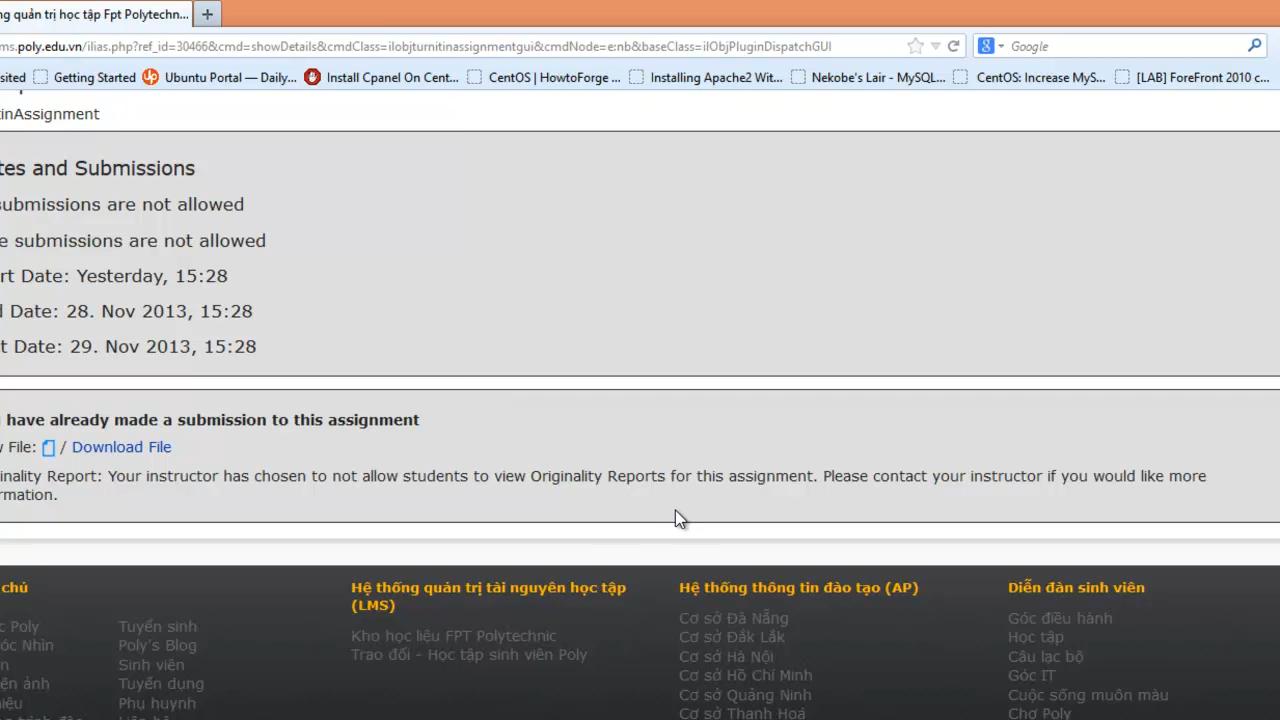 ng quản trị học tập Fpt Polytechn... +
ms.poly.edu.vn/ilias.php?ref_id=30466&cmd=showDetails&cmdClass=ilobjturnitinassignmentgui&cmdNode=e:nb&baseClass=ilObjPluginDispatchGUI
Google
sited Getting Started Ubuntu Portal — Daily... Install Cpanel On Cent... CentOS | HowtoForge ... Installing Apache2 Wit... Nekobe's Lair - MySQL... CentOS: Increase MyS... [LAB] ForeFront 2010 c...
inAssignment
tes and Submissions
submissions are not allowed
e submissions are not allowed
rt Date: Yesterday, 15:28
d Date: 28. Nov 2013, 15:28
t Date: 29. Nov 2013, 15:28
have already made a submission to this assignment
w File: / Download File
inality Report: Your instructor has chosen to not allow students to view Originality Reports for this assignment. Please contact your instructor if you would like more
rmation.
chủ
c Poly
óc Nhìn
n
ện ảnh
Tuyển sinh
Poly's Blog
Sinh viên
Tuyển dụng
Phụ huynh
Hệ thống quản trị tài nguyên học tập
(LMS)
Kho học liệu FPT Polytechnic
Trao đổi - Học tập sinh viên Poly
Hệ thống thông tin đào tạo (AP)
Cơ sở Đà Nẵng
Cơ sở Đắk Lắk
Cơ sở Hà Nội
Cơ sở Hồ Chí Minh
Cơ sở Quảng Ninh
Cơ sở Thanh Hoá
Diễn đàn sinh viên
Góc điều hành
Học tập
Câu lạc bộ
Góc IT
Cuộc sống muôn màu
Chợ Poly